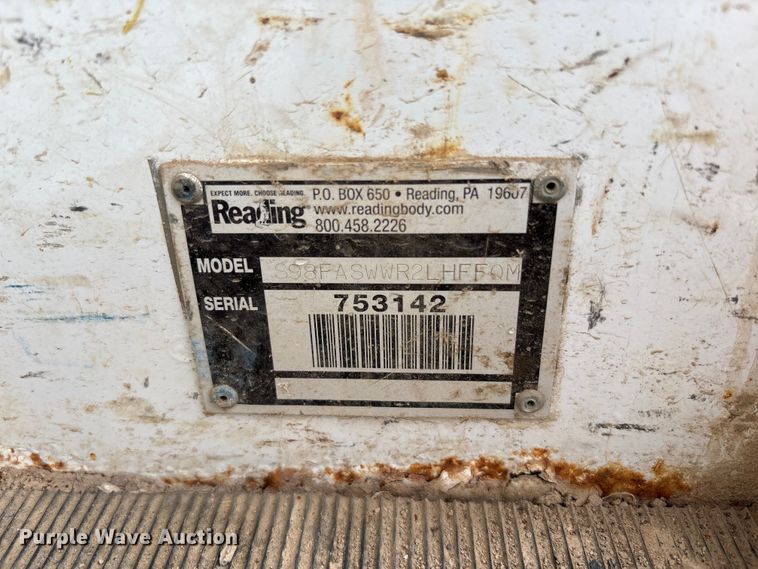 EXPECT MORE. CHOOSE READING. P.O. BOX 650 • Reading, PA 19607
Reading www.readingbody.com
800.458.2226
MODEL S98FASWWR2LHFFQM
SERIAL 753142
Purple Wave Auction